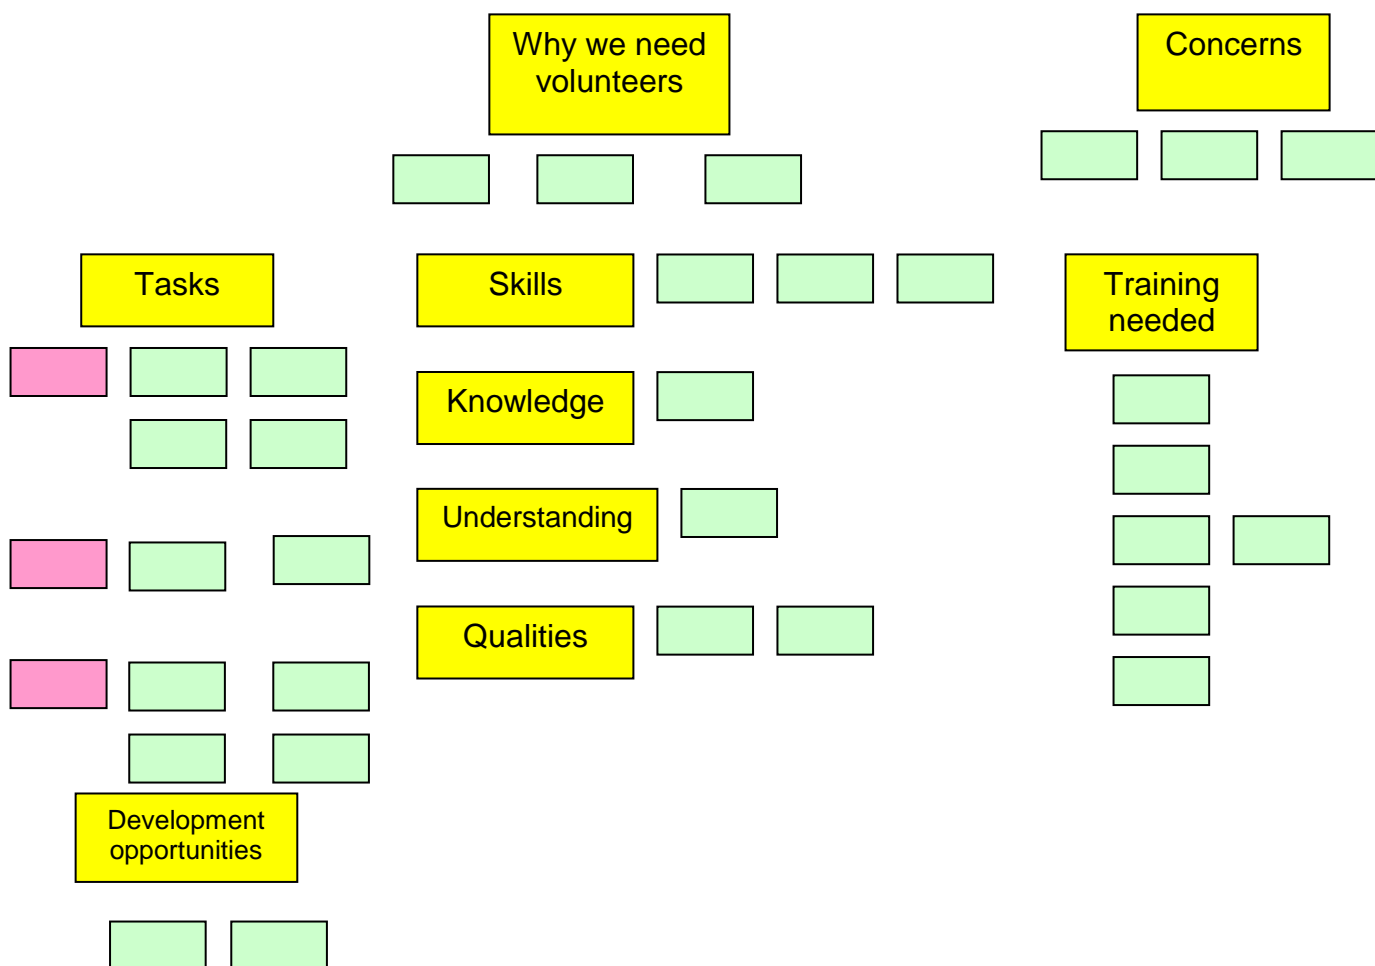 Why we need
volunteers
Concerns
Tasks
Skills
Training
needed
Knowledge
Understanding
Qualities
Development
opportunities